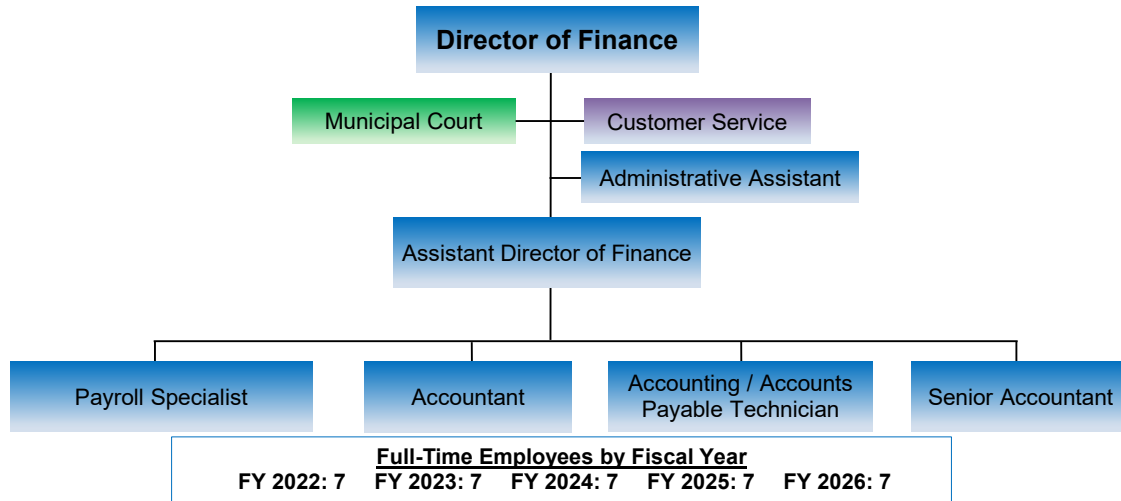 Director of Finance
Municipal Court
Customer Service
Administrative Assistant
Assistant Director of Finance
Payroll Specialist
Accountant
Accounting / Accounts
Payable Technician
Senior Accountant
Full-Time Employees by Fiscal Year
FY 2022: 7 FY 2023: 7 FY 2024: 7 FY 2025: 7 FY 2026: 7